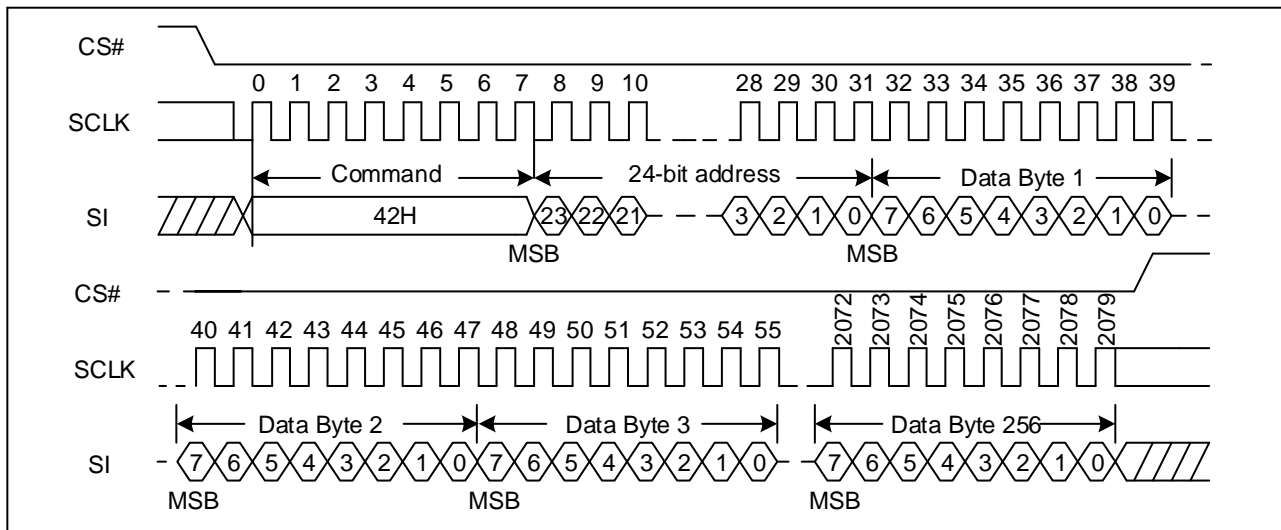 CS#
0 1 2 3 4 5 6 7 8 9 10 28 29 30 31 32 33 34 35 36 37 38 39
SCLK
Command 24-bit address Data Byte 1
SI 42H 23 22 21 3 2 1 0 7 6 5 4 3 2 1 0
MSB MSB
CS#
40 41 42 43 44 45 46 47 48 49 50 51 52 53 54 55 2072 2073 2074 2075 2076 2077 2078 2079
SCLK
Data Byte 2 Data Byte 3 Data Byte 256
SI 7 6 5 4 3 2 1 0 7 6 5 4 3 2 1 0 7 6 5 4 3 2 1 0
MSB MSB MSB